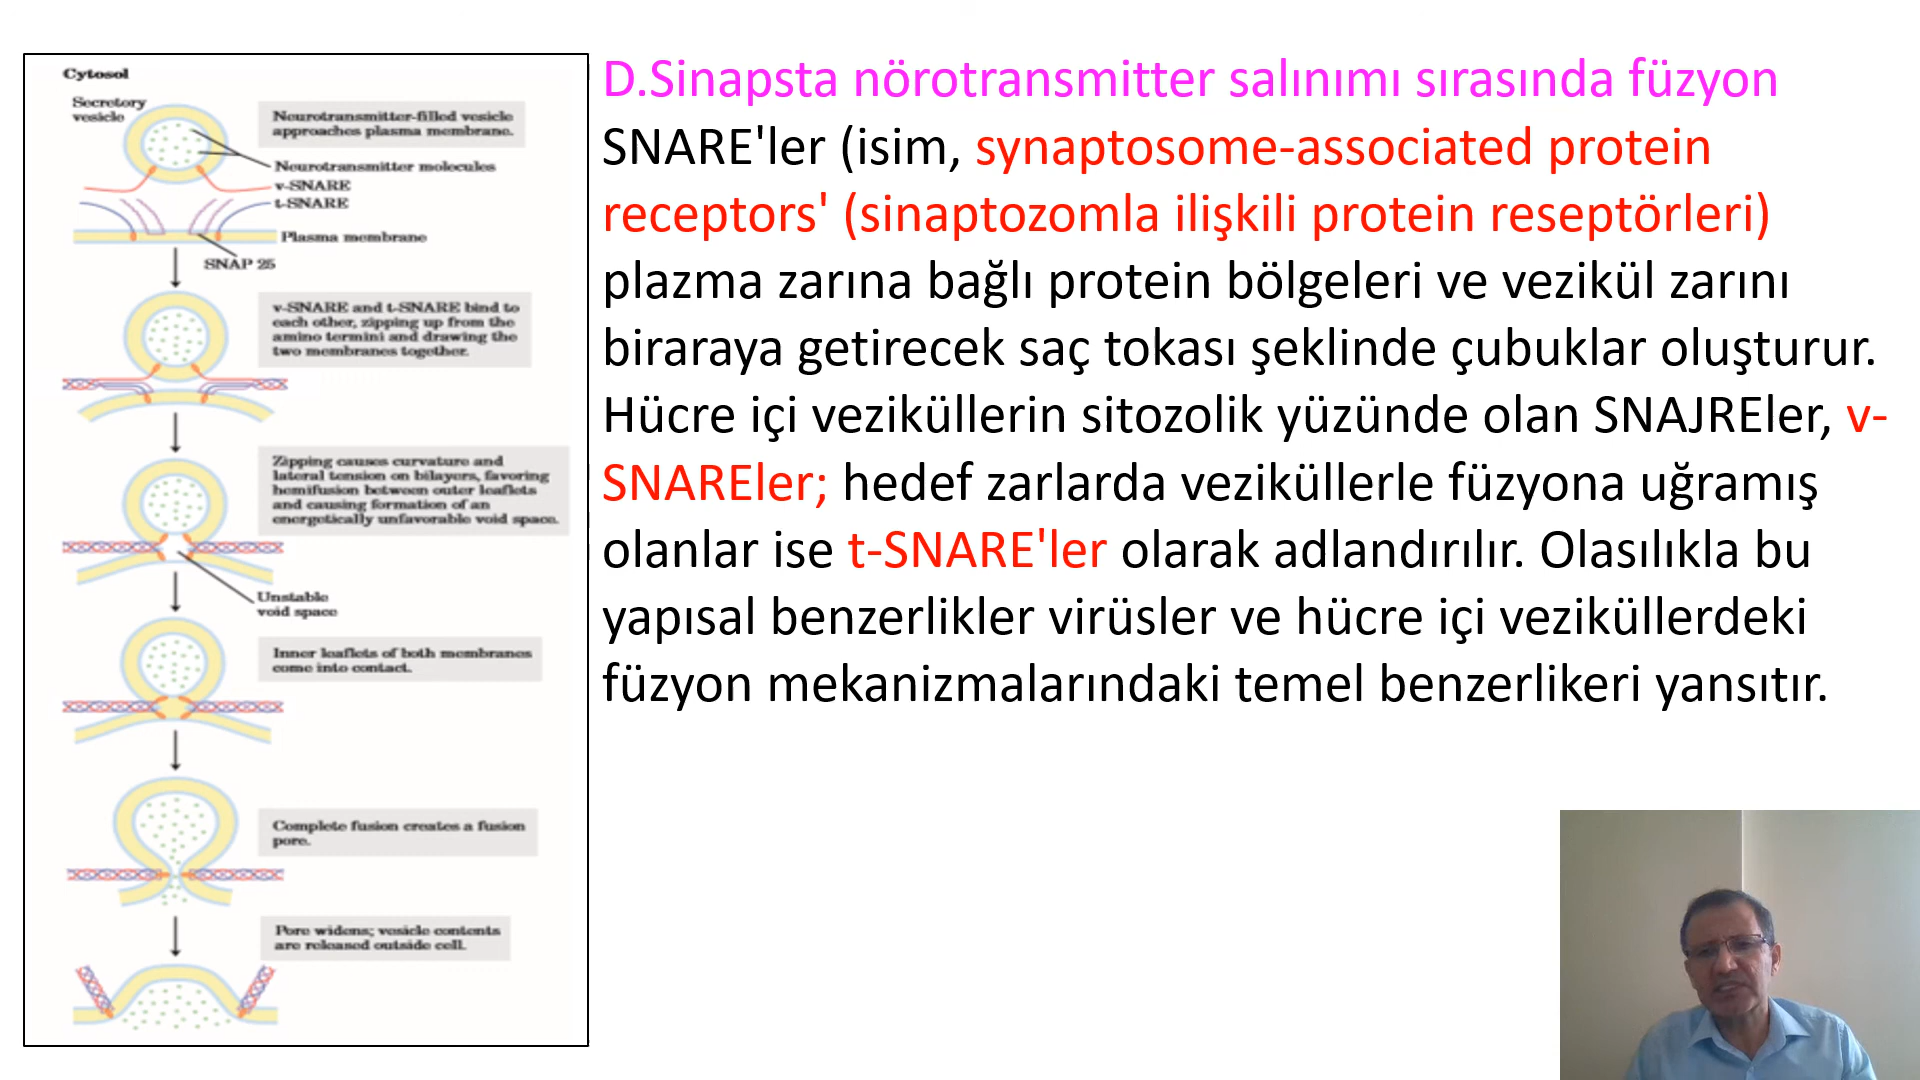 Cytosol
Secretory
vesicle
Neurotransmitter-filled vesicle
approaches plasma membrane.
Neurotransmitter molecules
v-SNARE
t-SNARE
Plasma membrane
SNAP 25
v-SNARE and t-SNARE bind to
each other, zipping up from the
amino termini and drawing the
two membranes together.
Zipping causes curvature and
lateral tension on bilayers, favoring
hemifusion between outer leaflets
and causing formation of an
energetically unfavorable void space.
Unstable
void space
Inner leaflets of both membranes
come into contact.
Complete fusion creates a fusion
pore.
Pore widens; vesicle contents
are released outside cell.
D.Sinapsta nörotransmitter salınımı sırasında füzyon
SNARE'ler (isim, synaptosome-associated protein
receptors' (sinaptozomla ilişkili protein reseptörleri)
plazma zarına bağlı protein bölgeleri ve vezikül zarını
biraraya getirecek saç tokası şeklinde çubuklar oluşturur.
Hücre içi veziküllerin sitozolik yüzünde olan SNAJREler, v-
SNAREler; hedef zarlarda veziküllerle füzyona uğramış
olanlar ise t-SNARE'ler olarak adlandırılır. Olasılıkla bu
yapısal benzerlikler virüsler ve hücre içi veziküllerdeki
füzyon mekanizmalarındaki temel benzerlikeri yansıtır.